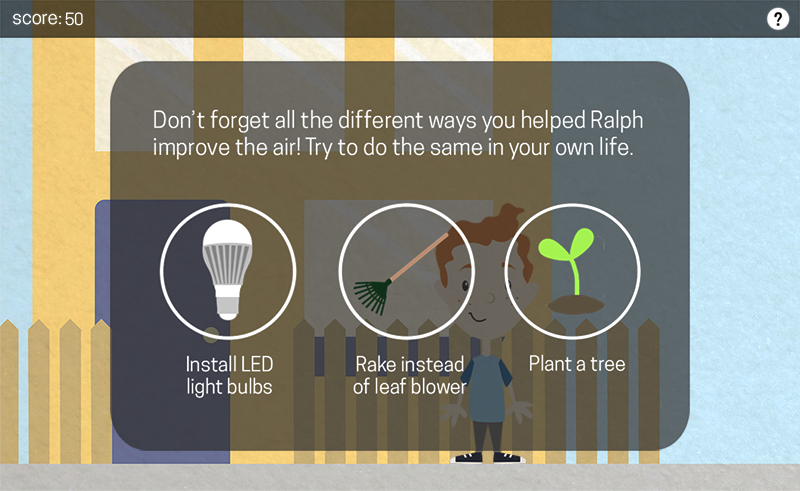 score: 50
?
Don't forget all the different ways you helped Ralph
improve the air! Try to do the same in your own life.
Install LED
light bulbs
Rake instead
of leaf blower
Plant a tree